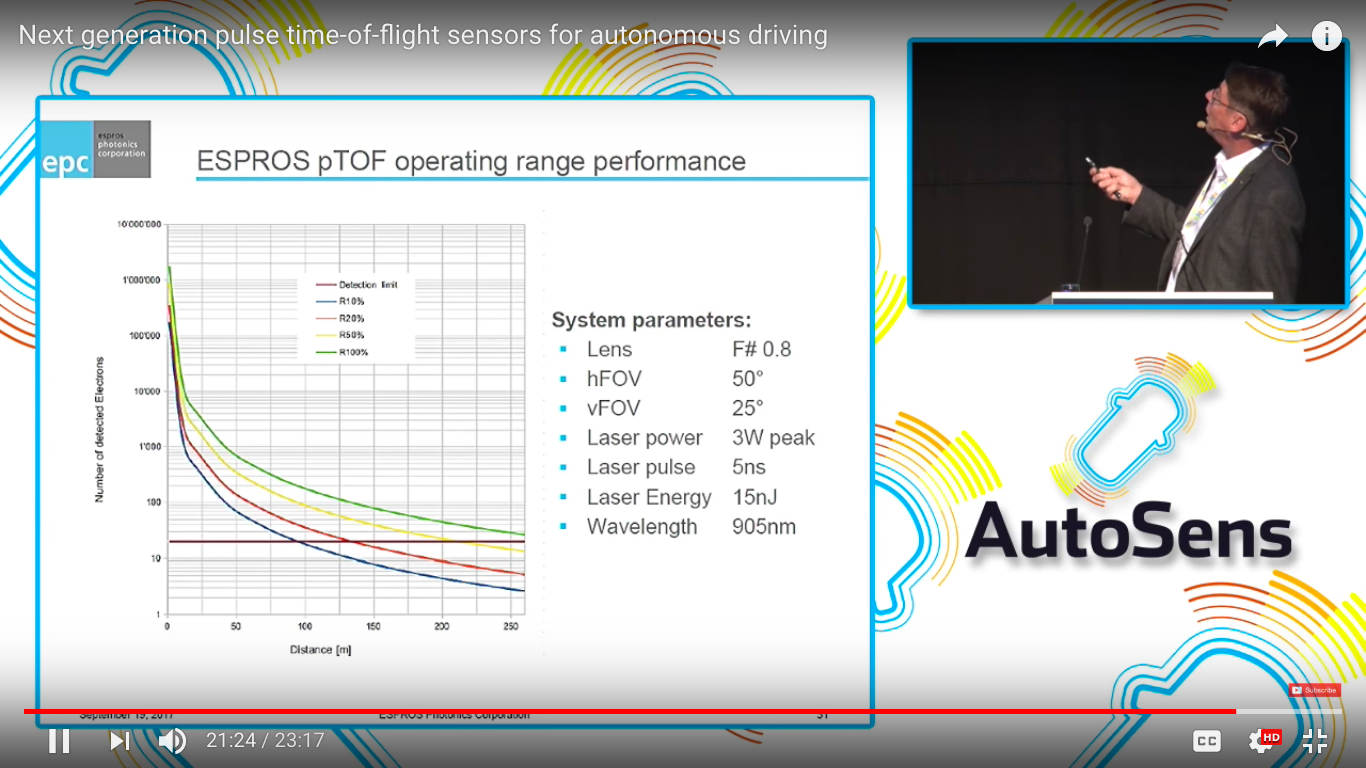 Next generation pulse time-of-flight sensors for autonomous driving
epc
espros
photonics
corporation
ESPROS pTOF operating range performance
10'000'000
1'000'000
100'000
10'000
1'000
100
10
1
Number of detected Electrons
Detection limit
R10%
R20%
R50%
R100%
0 50 100 150 200 250
Distance [m]
System parameters:
Lens F# 0.8
hFOV 50°
vFOV 25°
Laser power 3W peak
Laser pulse 5ns
Laser Energy 15nJ
Wavelength 905nm
September 19, 2017 ESPROS Photonics Corporation 31
AutoSens
Subscribe
21:24 / 23:17
CC
HD